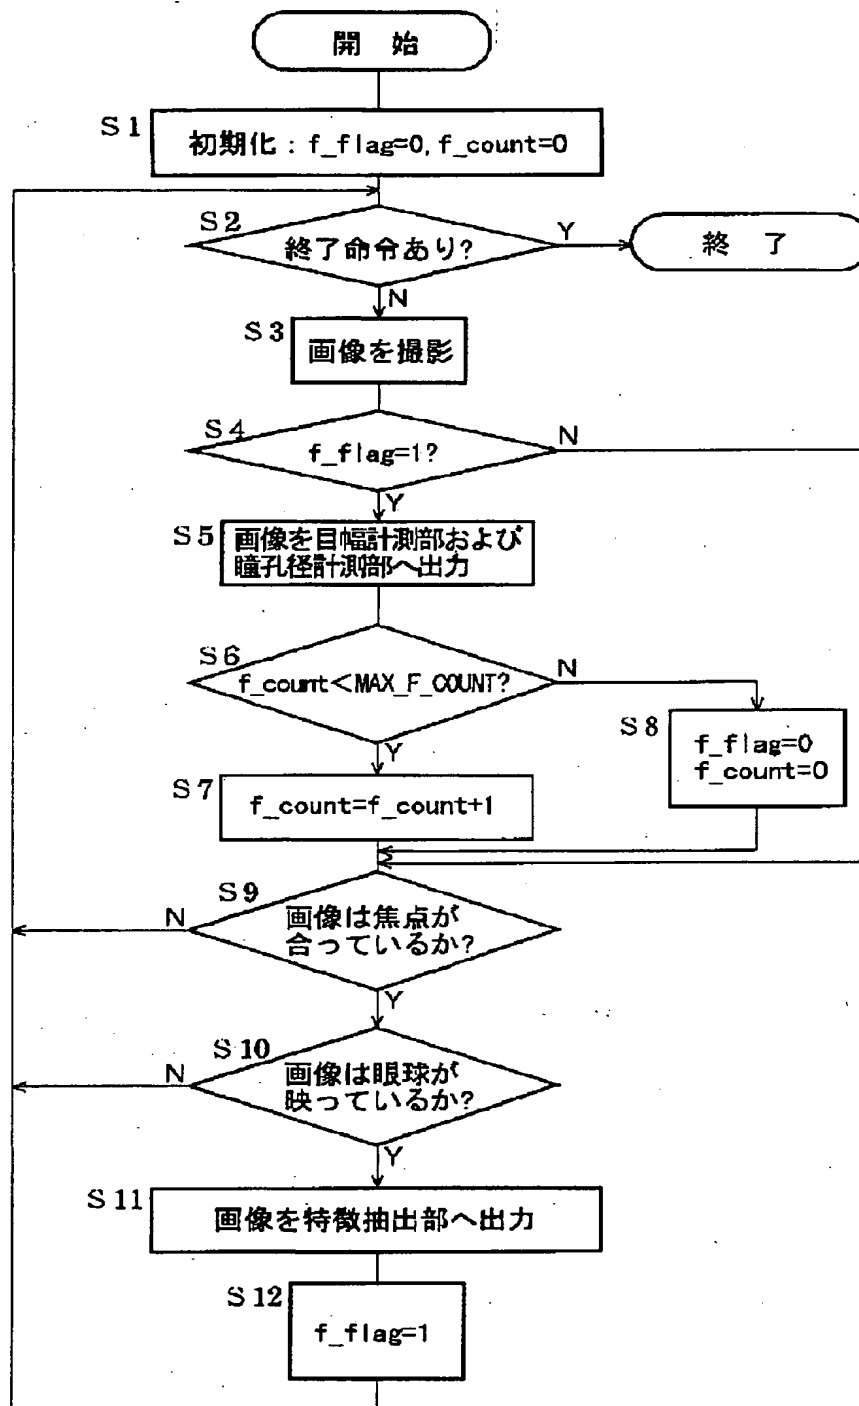 開 始
S1
初期化：f_flag=0,f_count=0
S2
終了命令あり?
Y
終 了
N
S3
画像を撮影
S4
f_flag=1?
N
Y
S5
画像を目幅計測部および
瞳孔径計測部へ出力
S6
f_count<MAX_F_COUNT?
N
Y
S8
f_flag=0
f_count=0
S7
f_count=f_count+1
S9
画像は焦点が
合っているか?
N
Y
S10
画像は眼球が
映っているか?
N
Y
S11
画像を特徴抽出部へ出力
S12
f_flag=1